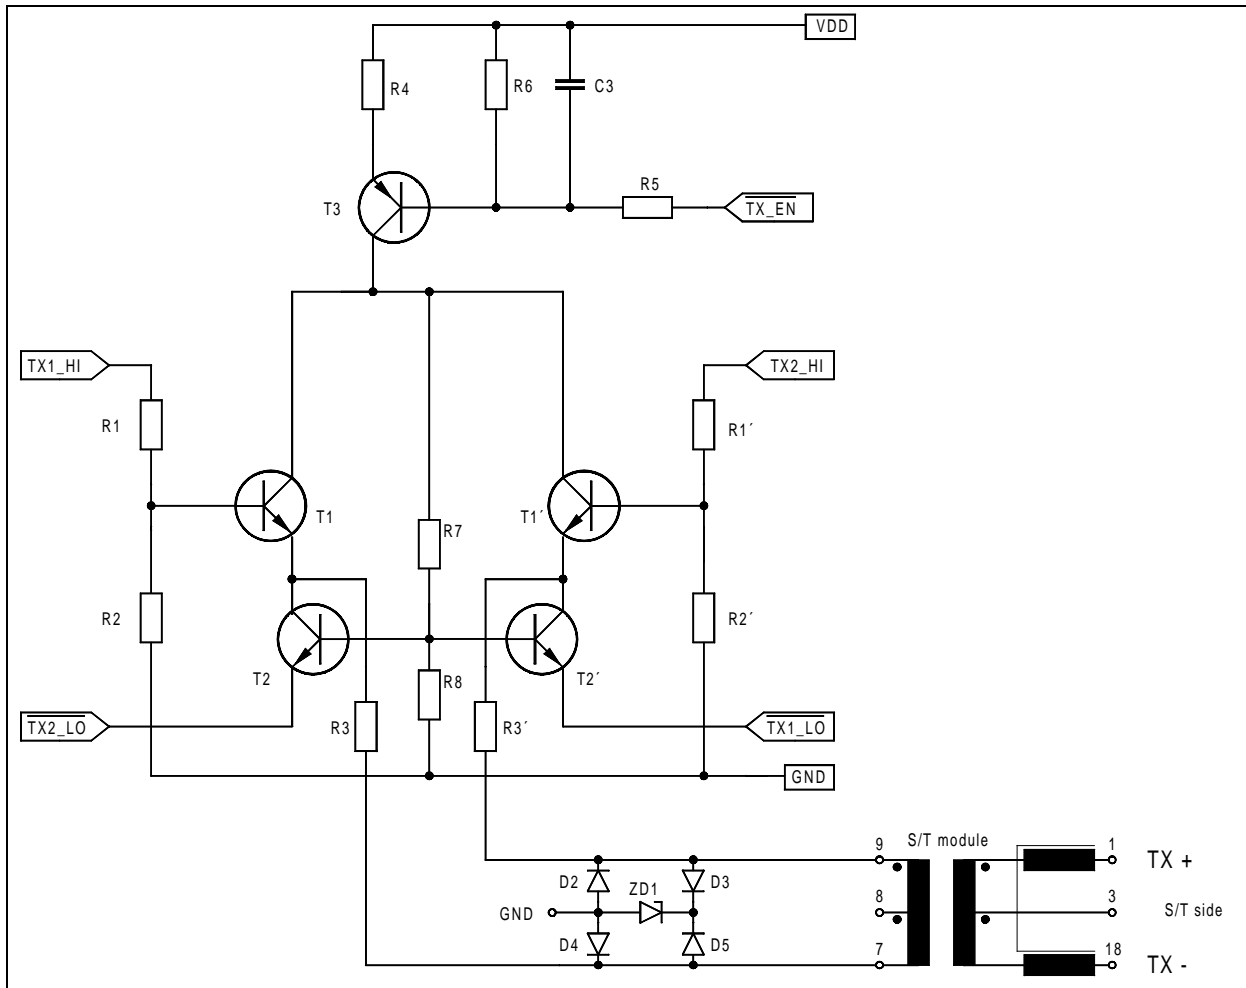 VDD
R4
R6
C3
T3
R5
TX_EN
TX1_HI
TX2_HI
R1
R1´
T1
T1´
R7
R2
R2´
T2
T2´
R8
TX2_LO
R3
R3´
TX1_LO
GND
9
S/T module
1
TX +
D2
ZD1
D3
GND
8
3
S/T side
D4
D5
7
18
TX -